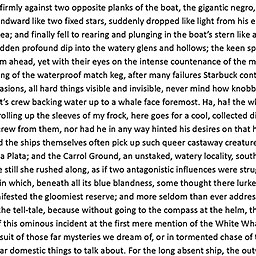 firmly against two opposite planks of the boat, the gigantic negro,
ndward like two fixed stars, suddenly dropped like light from his e
ea; and finally fell to rearing and plunging in the boat's stern like a
dden profound dip into the watery glens and hollows; the keen sp
m ahead, yet with their eyes on the intense countenance of the m
ng of the waterproof match keg, after many failures Starbuck cont
asions, all hard things visible and invisible, never mind how knobb
t's crew backing water up to a whale face foremost. Ha, ha! the wh
rolling up the sleeves of my frock, here goes for a cool, collected di
crew from them, nor had he in any way hinted his desires on that h
d the ships themselves often pick up such queer castaway creature
a Plata; and the Carrol Ground, an unstaked, watery locality, south
e still she rushed along, as if two antagonistic influences were stru
in which, beneath all its blue blandness, some thought there lurke
ifested the gloomiest reserve; and more seldom than ever addres
the tell-tale, because without going to the compass at the helm, th
f this ominous incident at the first mere mention of the White Wha
suit of those far mysteries we dream of, or in tormented chase of t
ar domestic things to talk about. For the long absent ship, the outw